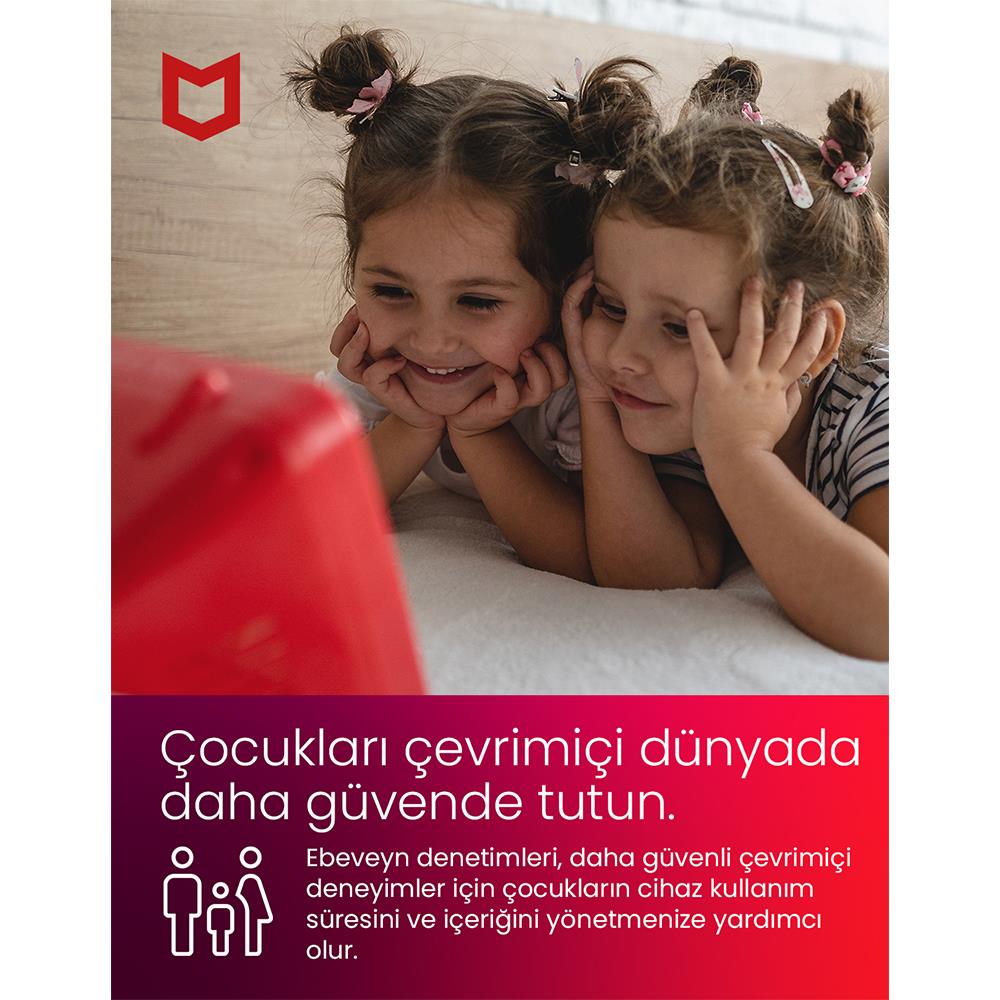 Çocukları çevrimiçi dünyada
daha güvende tutun.
Ebeveyn denetimleri, daha güvenli çevrimiçi
deneyimler için çocukların cihaz kullanım
süresini ve içeriğini yönetmenize yardımcı
olur.